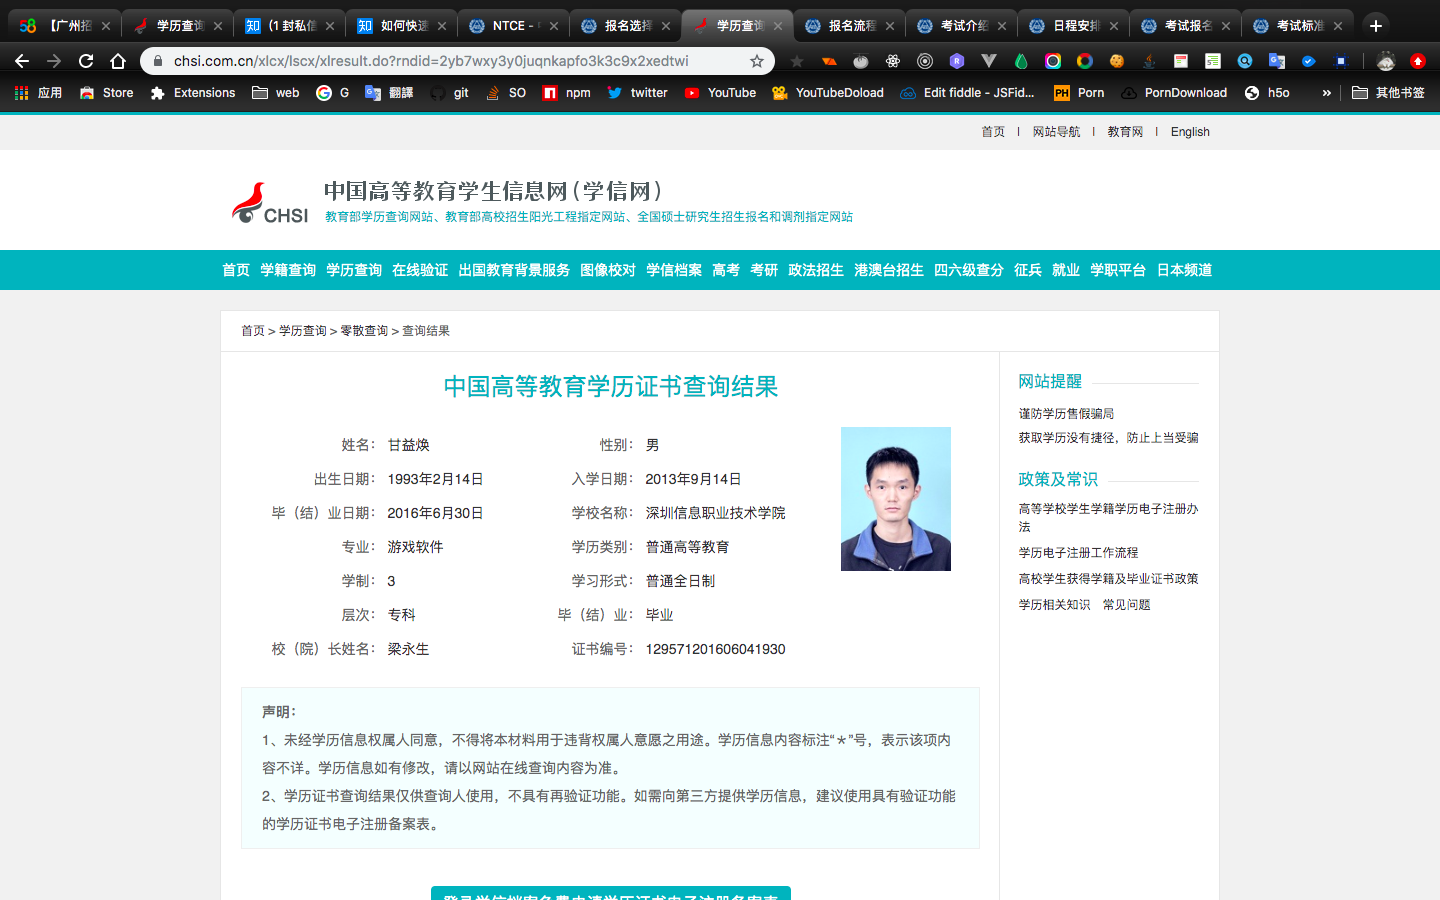 【广州招 学历查询 (1 封私信 如何快速 NTCE - 报名选择 学历查询 报名流程 考试介绍 日程安排 考试报名 考试标准
chsi.com.cn/xlcx/lscx/xlresult.do?rndid=2yb7wxy3y0juqnkapfo3k3c9x2xedtwi
应用 Store Extensions web G 翻譯 git SO npm twitter YouTube YouTubeDoload Edit fiddle - JSFid... Porn PornDownload h5o » 其他书签
首页 | 网站导航 | 教育网 | English
CHSI 中国高等教育学生信息网(学信网)
教育部学历查询网站、教育部高校招生阳光工程指定网站、全国硕士研究生招生报名和调剂指定网站
首页 学籍查询 学历查询 在线验证 出国教育背景服务 图像校对 学信档案 高考 考研 政法招生 港澳台招生 四六级查分 征兵 就业 学职平台 日本频道
首页 > 学历查询 > 零散查询 > 查询结果
中国高等教育学历证书查询结果
姓名： 甘益焕 性别： 男
出生日期： 1993年2月14日 入学日期： 2013年9月14日
毕（结）业日期： 2016年6月30日 学校名称： 深圳信息职业技术学院
专业： 游戏软件 学历类别： 普通高等教育
学制： 3 学习形式： 普通全日制
层次： 专科 毕（结）业： 毕业
校（院）长姓名： 梁永生 证书编号： 129571201606041930
声明：
1、未经学历信息权属人同意，不得将本材料用于违背权属人意愿之用途。学历信息内容标注“＊”号，表示该项内
容不详。学历信息如有修改，请以网站在线查询内容为准。
2、学历证书查询结果仅供查询人使用，不具有再验证功能。如需向第三方提供学历信息，建议使用具有验证功能
的学历证书电子注册备案表。
登录学信档案免费申请学历证书电子注册备案表
网站提醒
谨防学历售假骗局
获取学历没有捷径，防止上当受骗
政策及常识
高等学校学生学籍学历电子注册办
法
学历电子注册工作流程
高校学生获得学籍及毕业证书政策
学历相关知识 常见问题